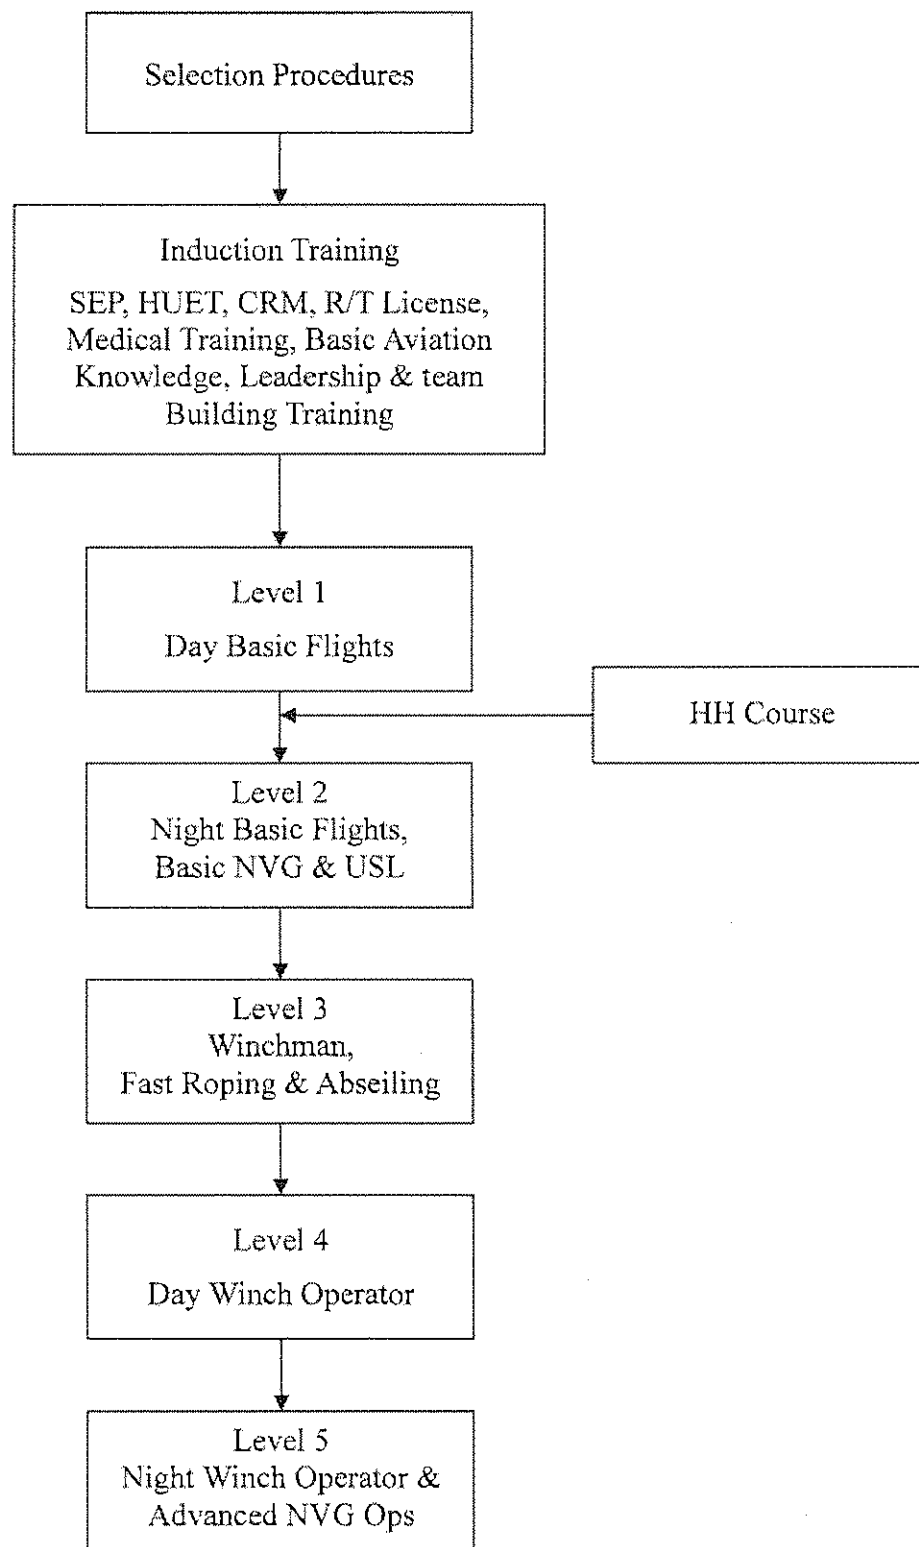 Selection Procedures
Induction Training
SEP, HUET, CRM, R/T License,
Medical Training, Basic Aviation
Knowledge, Leadership & team
Building Training
Level 1
Day Basic Flights
HH Course
Level 2
Night Basic Flights,
Basic NVG & USL
Level 3
Winchman,
Fast Roping & Abseiling
Level 4
Day Winch Operator
Level 5
Night Winch Operator &
Advanced NVG Ops